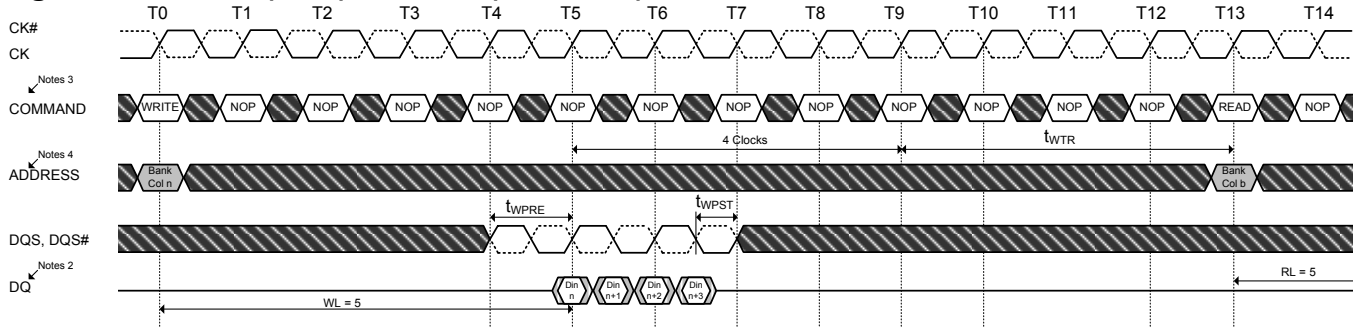 T0 T1 T2 T3 T4 T5 T6 T7 T8 T9 T10 T11 T12 T13 T14
CK#
CK
Notes 3
COMMAND WRITE NOP NOP NOP NOP NOP NOP NOP NOP NOP NOP NOP NOP READ NOP
4 Clocks tWTR
Notes 4
ADDRESS
Bank Col n
Bank Col b
tWPRE tWPST
DQS, DQS#
Notes 2
DQ
Din n
Din n+1
Din n+2
Din n+3
RL = 5
WL = 5